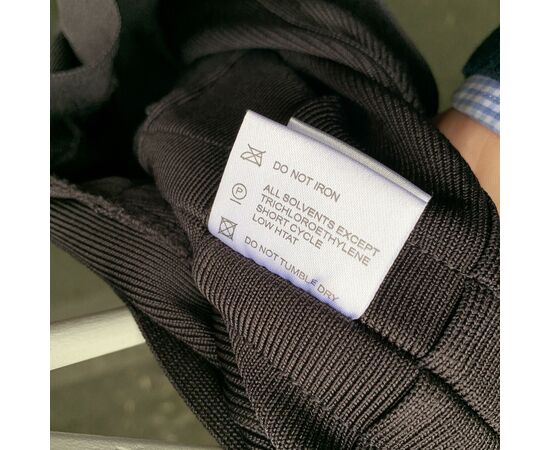 DO NOT IRON
P
ALL SOLVENTS EXCEPT
TRICHLOROETHYLENE
SHORT CYCLE
LOW HTAT
DO NOT TUMBLE DRY